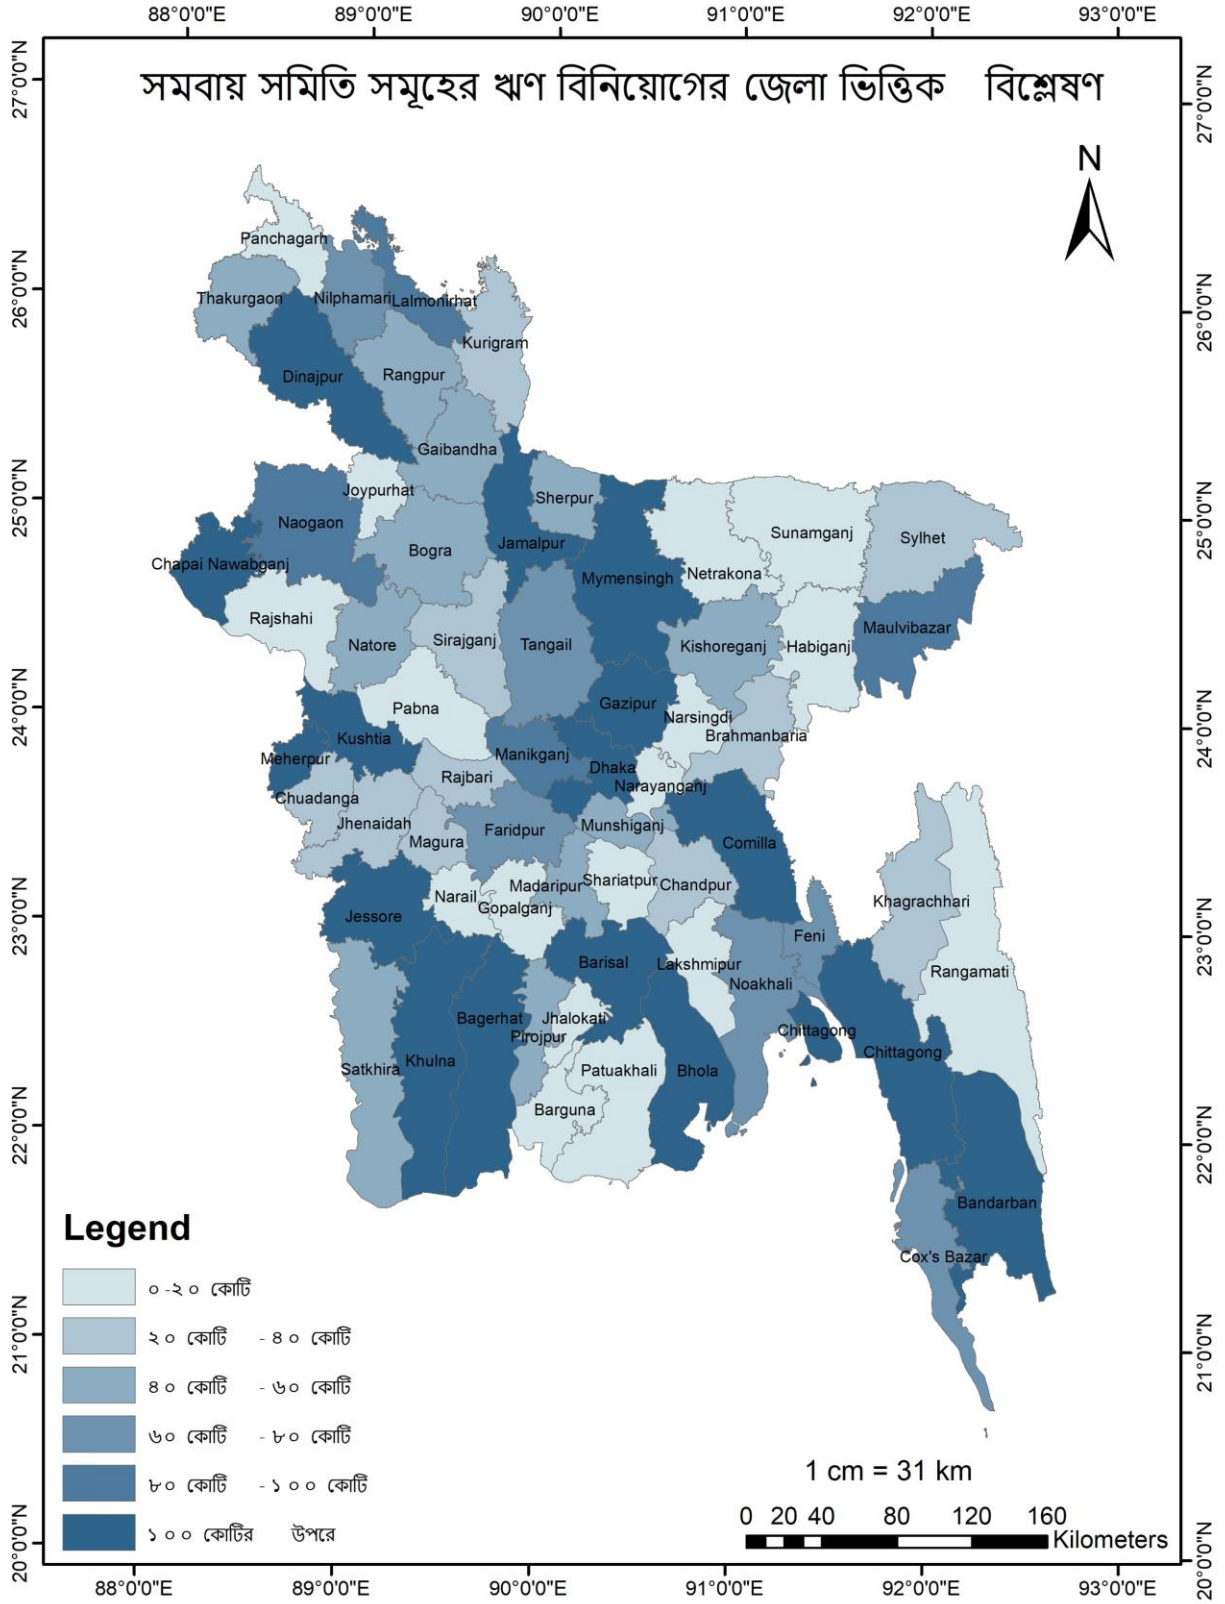 88°0'0"E 89°0'0"E 90°0'0"E 91°0'0"E 92°0'0"E 93°0'0"E
সমবায় সমিতি সমূহের ঋণ বিনিয়োগের জেলা ভিত্তিক বিশ্লেষণ
N
27°0'0"N
26°0'0"N
25°0'0"N
24°0'0"N
23°0'0"N
22°0'0"N
21°0'0"N
20°0'0"N
27°0'0"N
26°0'0"N
25°0'0"N
24°0'0"N
23°0'0"N
22°0'0"N
21°0'0"N
20°0'0"N
Panchagarh
Thakurgaon
Nilphamari
Lalmonirhat
Kurigram
Dinajpur
Rangpur
Gaibandha
Joypurhat
Sherpur
Naogaon
Jamalpur
Sunamganj
Sylhet
Bogra
Chapai Nawabganj
Mymensingh
Netrakona
Rajshahi
Maulvibazar
Natore
Sirajganj
Tangail
Kishoreganj
Habiganj
Pabna
Gazipur
Narsingdi
Brahmanbaria
Kushtia
Meherpur
Manikganj
Dhaka
Rajbari
Narayanganj
Chuadanga
Jhenaidah
Magura
Faridpur
Munshiganj
Comilla
Shariatpur
Madaripur
Chandpur
Narail
Gopalganj
Khagrachhari
Jessore
Feni
Barisal
Lakshmipur
Rangamati
Noakhali
Bagerhat
Jhalokati
Pirojpur
Chittagong
Chittagong
Khulna
Satkhira
Patuakhali
Bhola
Barguna
Bandarban
Cox's Bazar
Legend
০-২০ কোটি
২০ কোটি - ৪০ কোটি
৪০ কোটি - ৬০ কোটি
৬০ কোটি - ৮০ কোটি
৮০ কোটি - ১০০ কোটি
১০০ কোটির উপরে
1 cm = 31 km
0 20 40 80 120 160
Kilometers
88°0'0"E 89°0'0"E 90°0'0"E 91°0'0"E 92°0'0"E 93°0'0"E